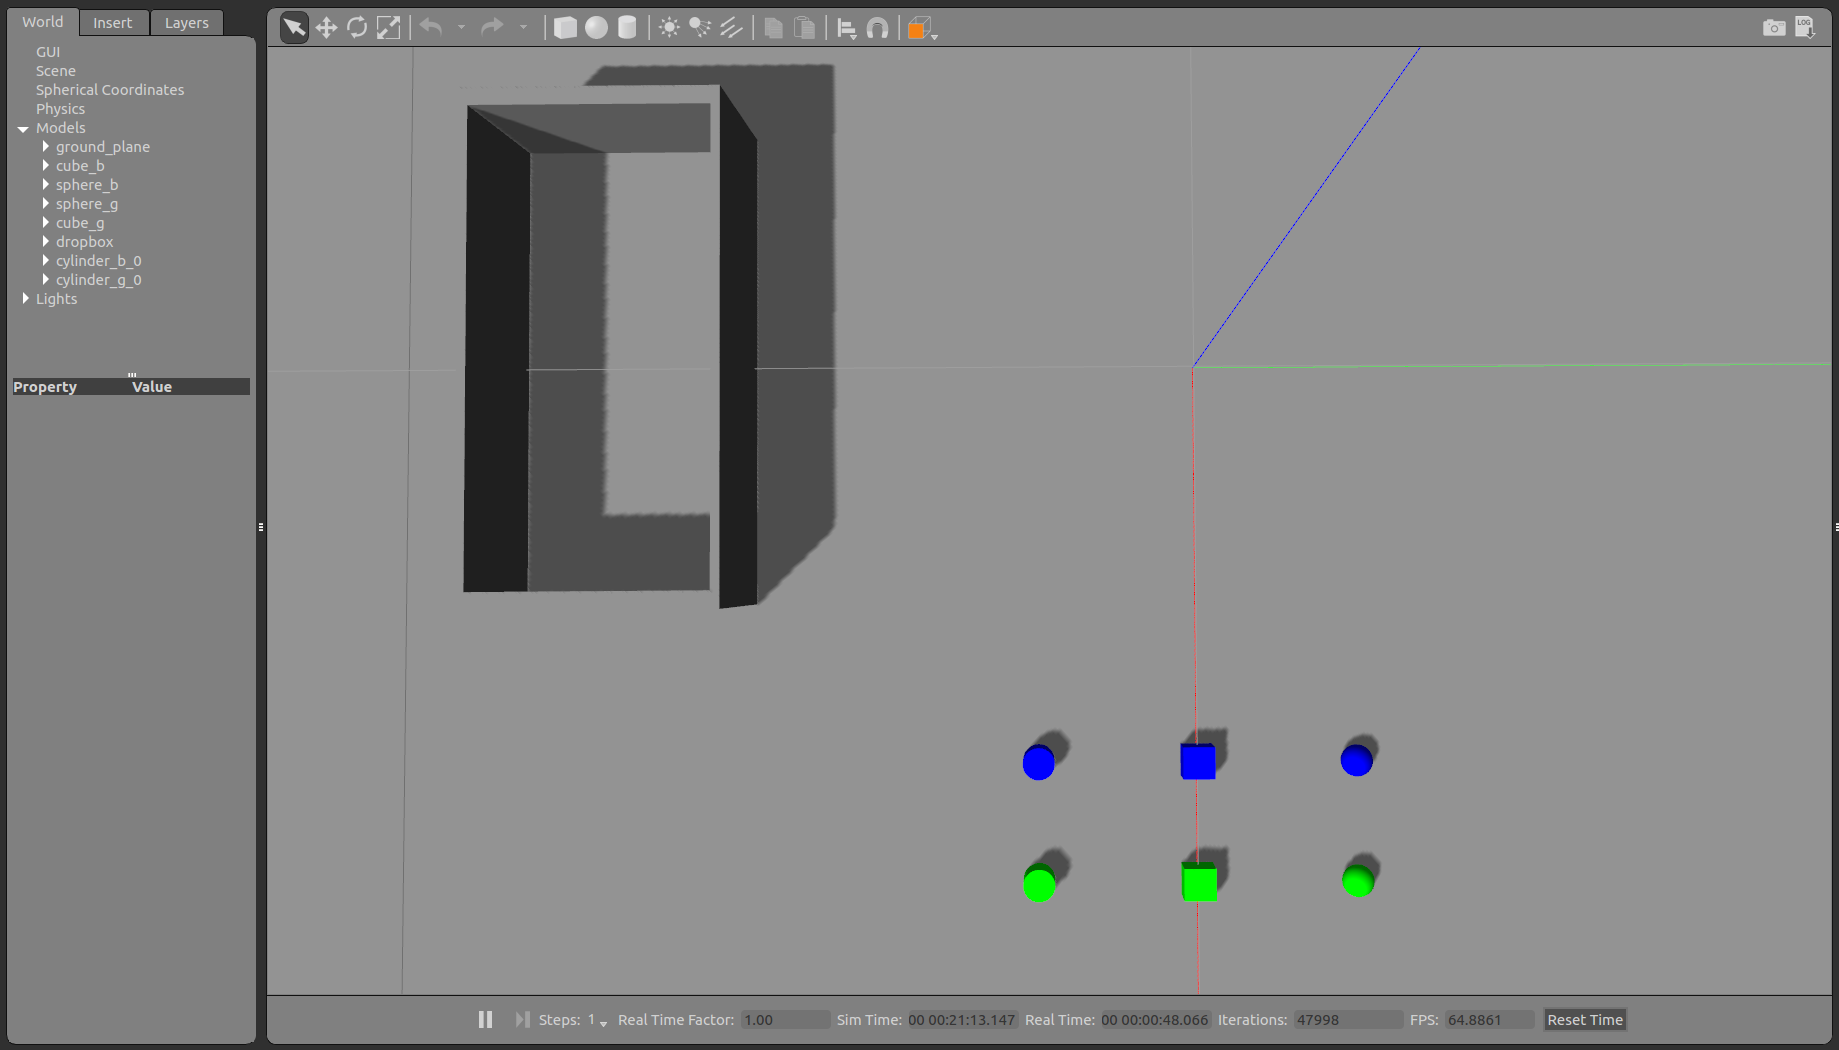 World Insert Layers
GUI
Scene
Spherical Coordinates
Physics
Models
ground_plane
cube_b
sphere_b
sphere_g
cube_g
dropbox
cylinder_b_0
cylinder_g_0
Lights
Property Value
LOG
Steps: 1 Real Time Factor: 1.00 Sim Time: 00 00:21:13.147 Real Time: 00 00:00:48.066 Iterations: 47998 FPS: 64.8861 Reset Time